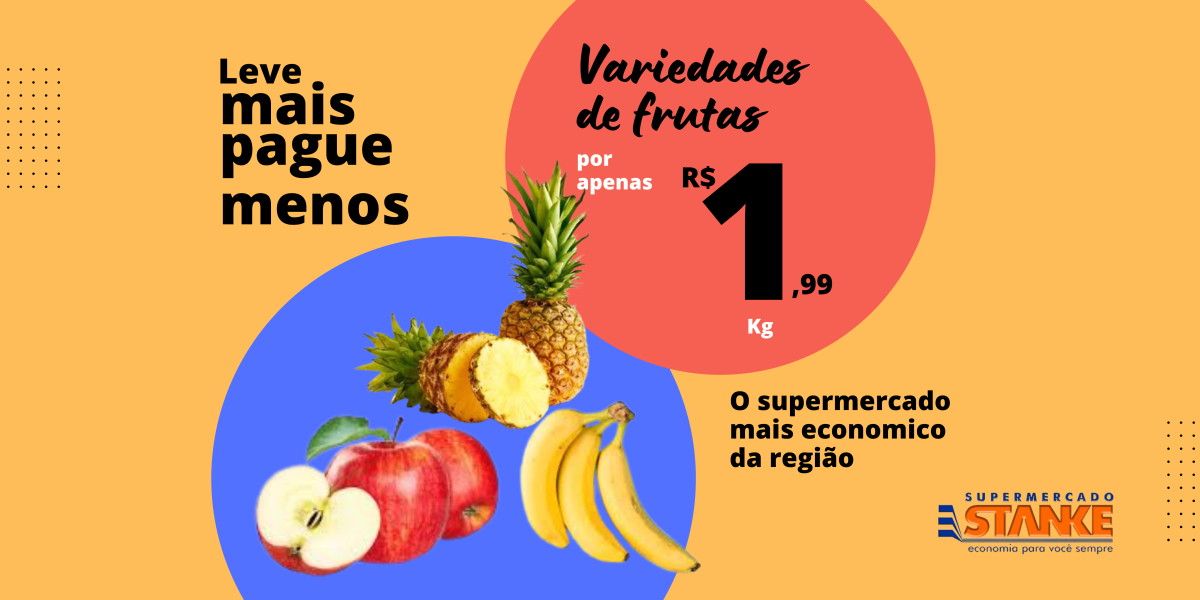 Leve
mais
pague
menos
Variedades
de frutas
por
apenas
R$
1
,99
Kg
O supermercado
mais economico
da região
SUPERMERCADO
STANKE
economia para você sempre